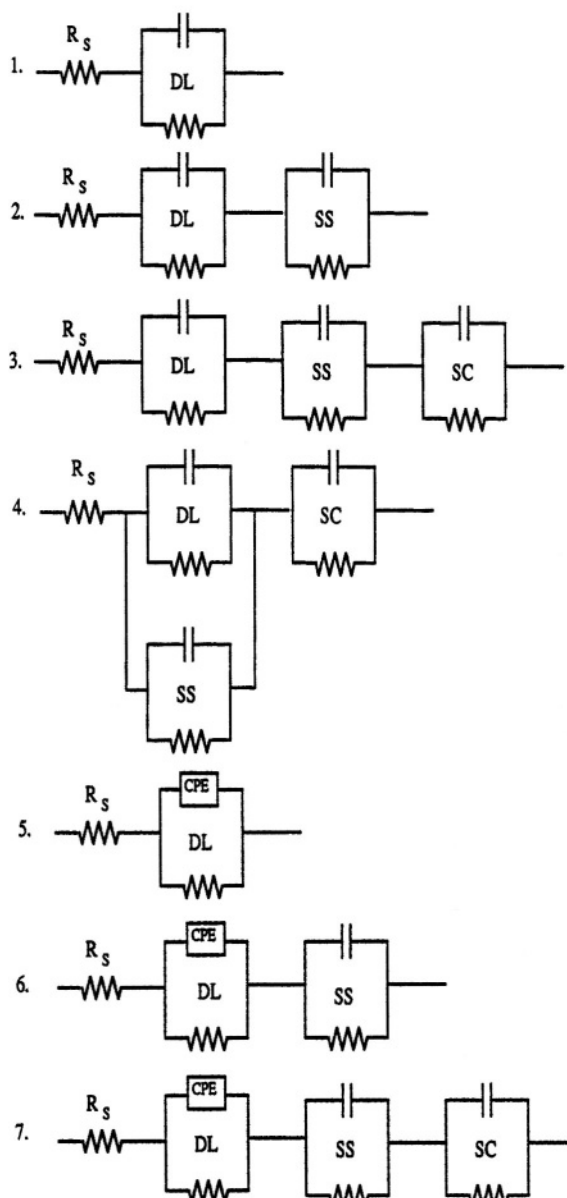 R S
1.
DL
R S
2.
DL SS
R S
3.
DL SS SC
R S
4.
DL SC
SS
CPE
R S
5.
DL
CPE
R S
6.
DL SS
CPE
R S
7.
DL SS SC